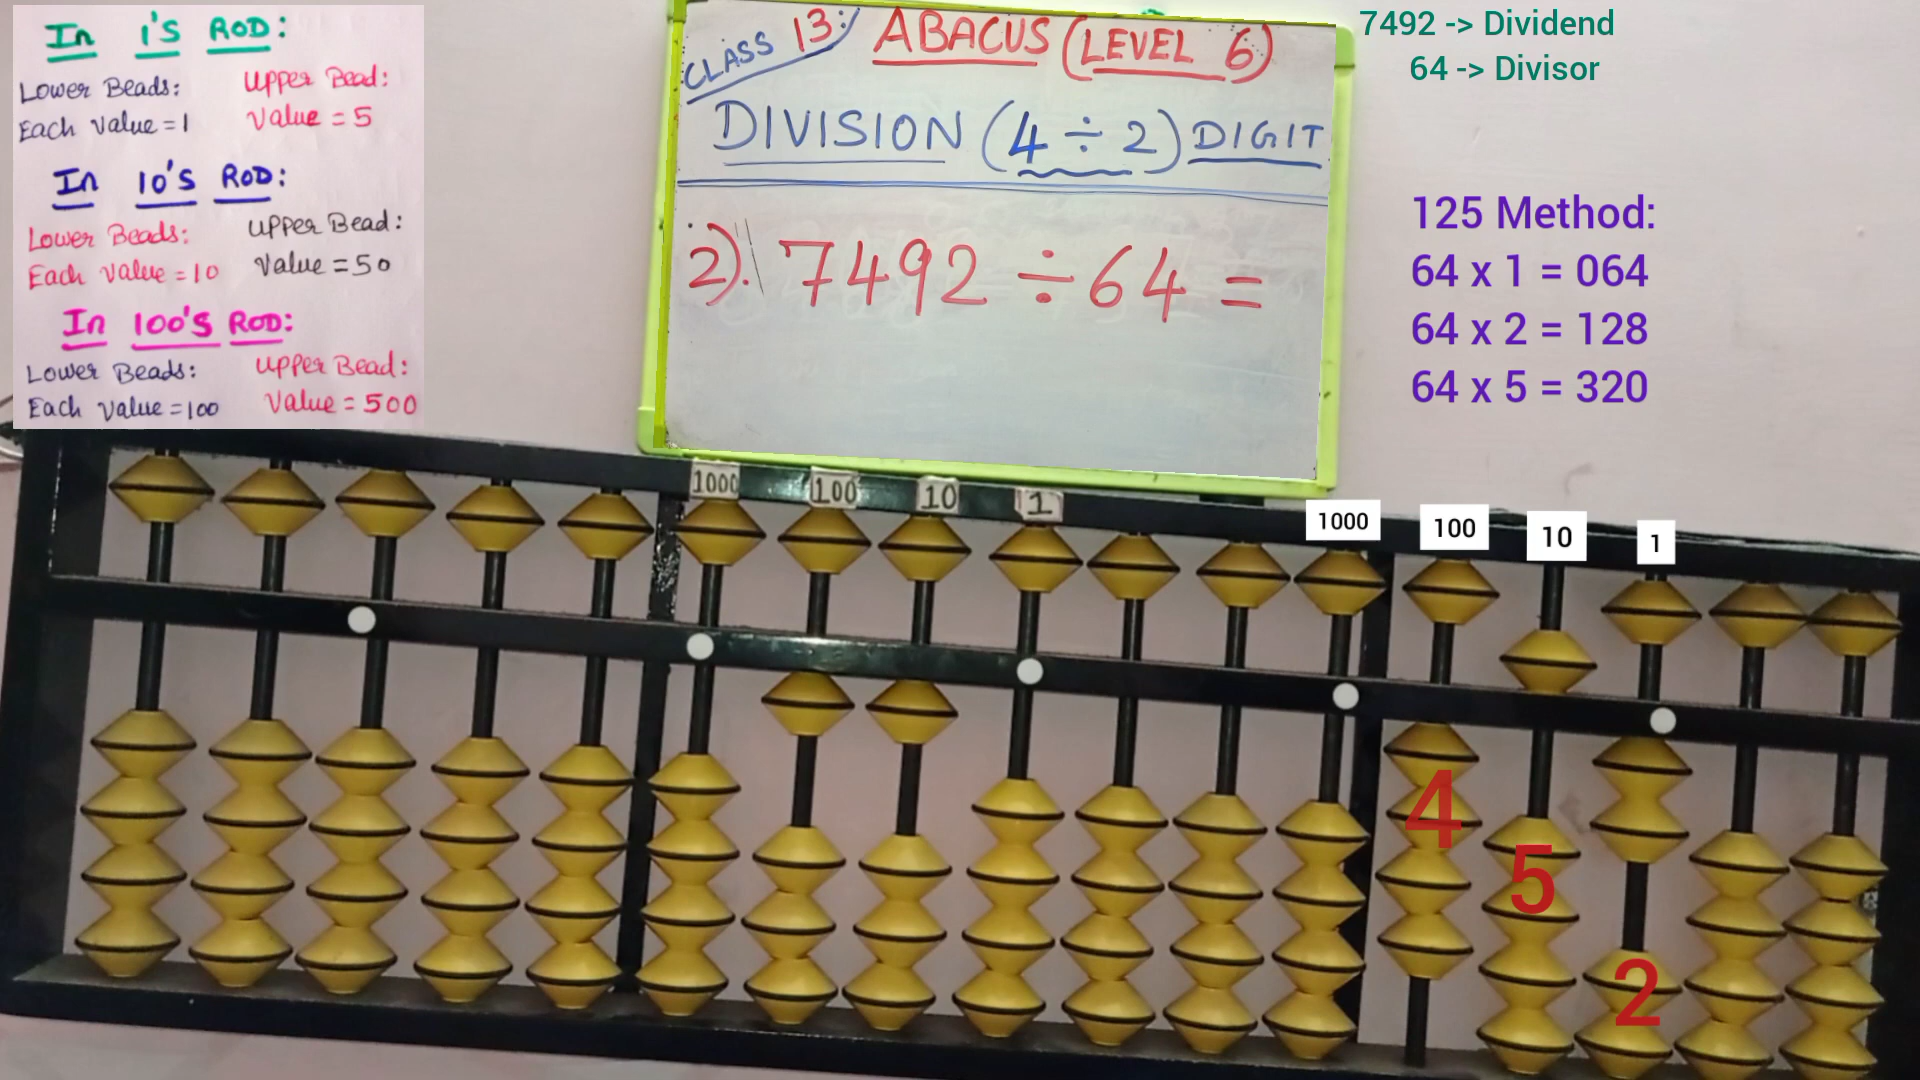 In 1's ROD:
Lower Beads: Upper Bead:
Each value = 1 Value = 5
In 10's ROD:
Lower Beads: Upper Bead:
Each value = 10 Value = 50
In 100's ROD:
Lower Beads: Upper Bead:
Each value = 100 Value = 500
CLASS 13: ABACUS (LEVEL 6)
DIVISION (4 ÷ 2) DIGIT
2). 7492 ÷ 64 =
7492 -> Dividend
64 -> Divisor
125 Method:
64 x 1 = 064
64 x 2 = 128
64 x 5 = 320
1000 100 10 1
1000 100 10 1
4
5
2